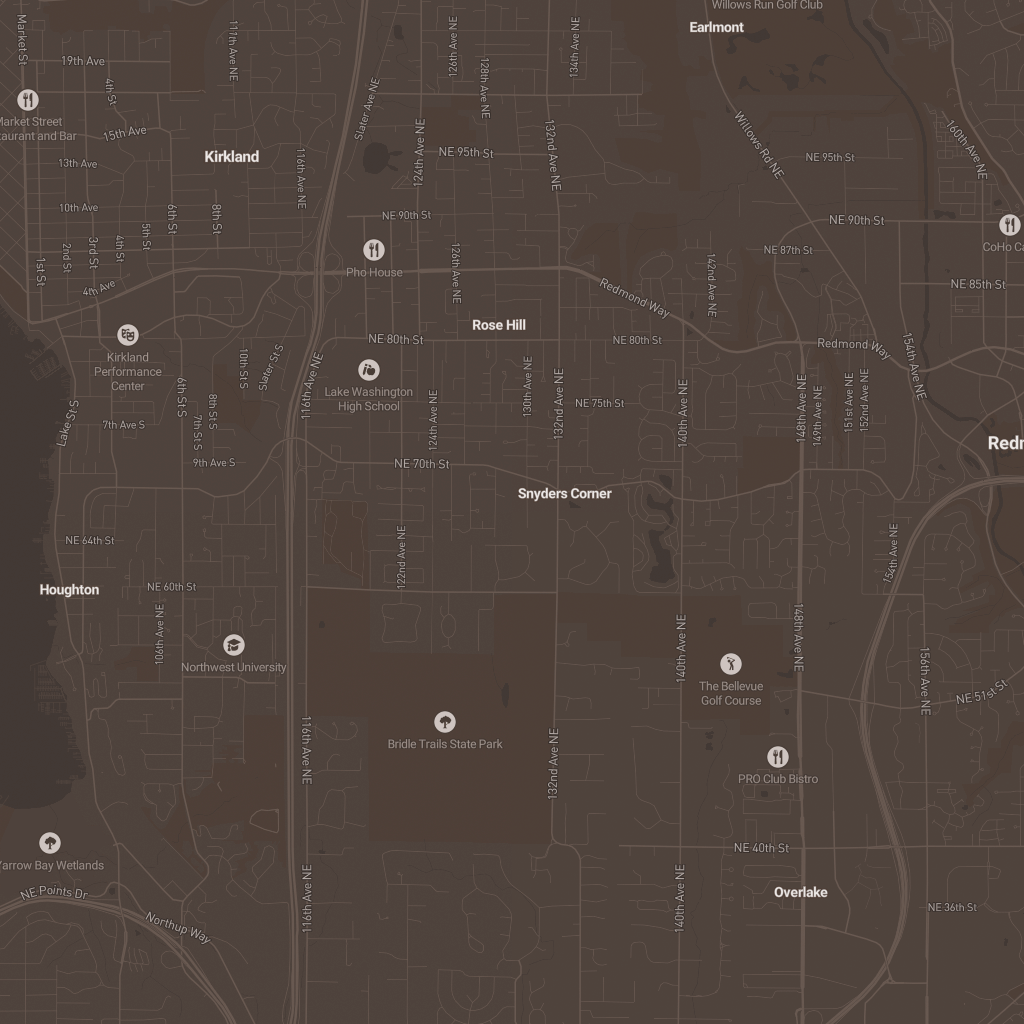 Willows Run Golf Club
Earlmont
Market St
19th Ave
111th Ave NE
126th Ave NE
128th Ave NE
134th Ave NE
4th St
Slater Ave NE
Market Street
taurant and Bar
15th Ave
13th Ave
Kirkland
116th Ave NE
124th Ave NE
NE 95th St
132nd Ave NE
Willows Rd NE
NE 95th St
160th Ave NE
10th Ave
6th St
8th St
5th St
4th St
3rd St
2nd St
1st St
4th Ave
NE 90th St
Pho House
126th Ave NE
NE 90th St
NE 87th St
CoHo Ca
142nd Ave NE
NE 85th St
Redmond Way
Rose Hill
Kirkland
Performance
Center
NE 80th St
NE 80th St
Redmond Way
154th Ave NE
10th St S
Slater St S
116th Ave NE
Lake Washington
High School
6th St S
8th St S
7th St S
Lake St S
7th Ave S
9th Ave S
124th Ave NE
130th Ave NE
132nd Ave NE
NE 75th St
140th Ave NE
148th Ave NE
149th Ave NE
151st Ave NE
152nd Ave NE
Redm
NE 70th St
Snyders Corner
NE 64th St
122nd Ave NE
154th Ave NE
Houghton
NE 60th St
106th Ave NE
Northwest University
140th Ave NE
148th Ave NE
The Bellevue
Golf Course
156th Ave NE
NE 51st St
Bridle Trails State Park
116th Ave NE
132nd Ave NE
PRO Club Bistro
Yarrow Bay Wetlands
NE 40th St
NE Points Dr
Northup Way
116th Ave NE
140th Ave NE
Overlake
NE 36th St